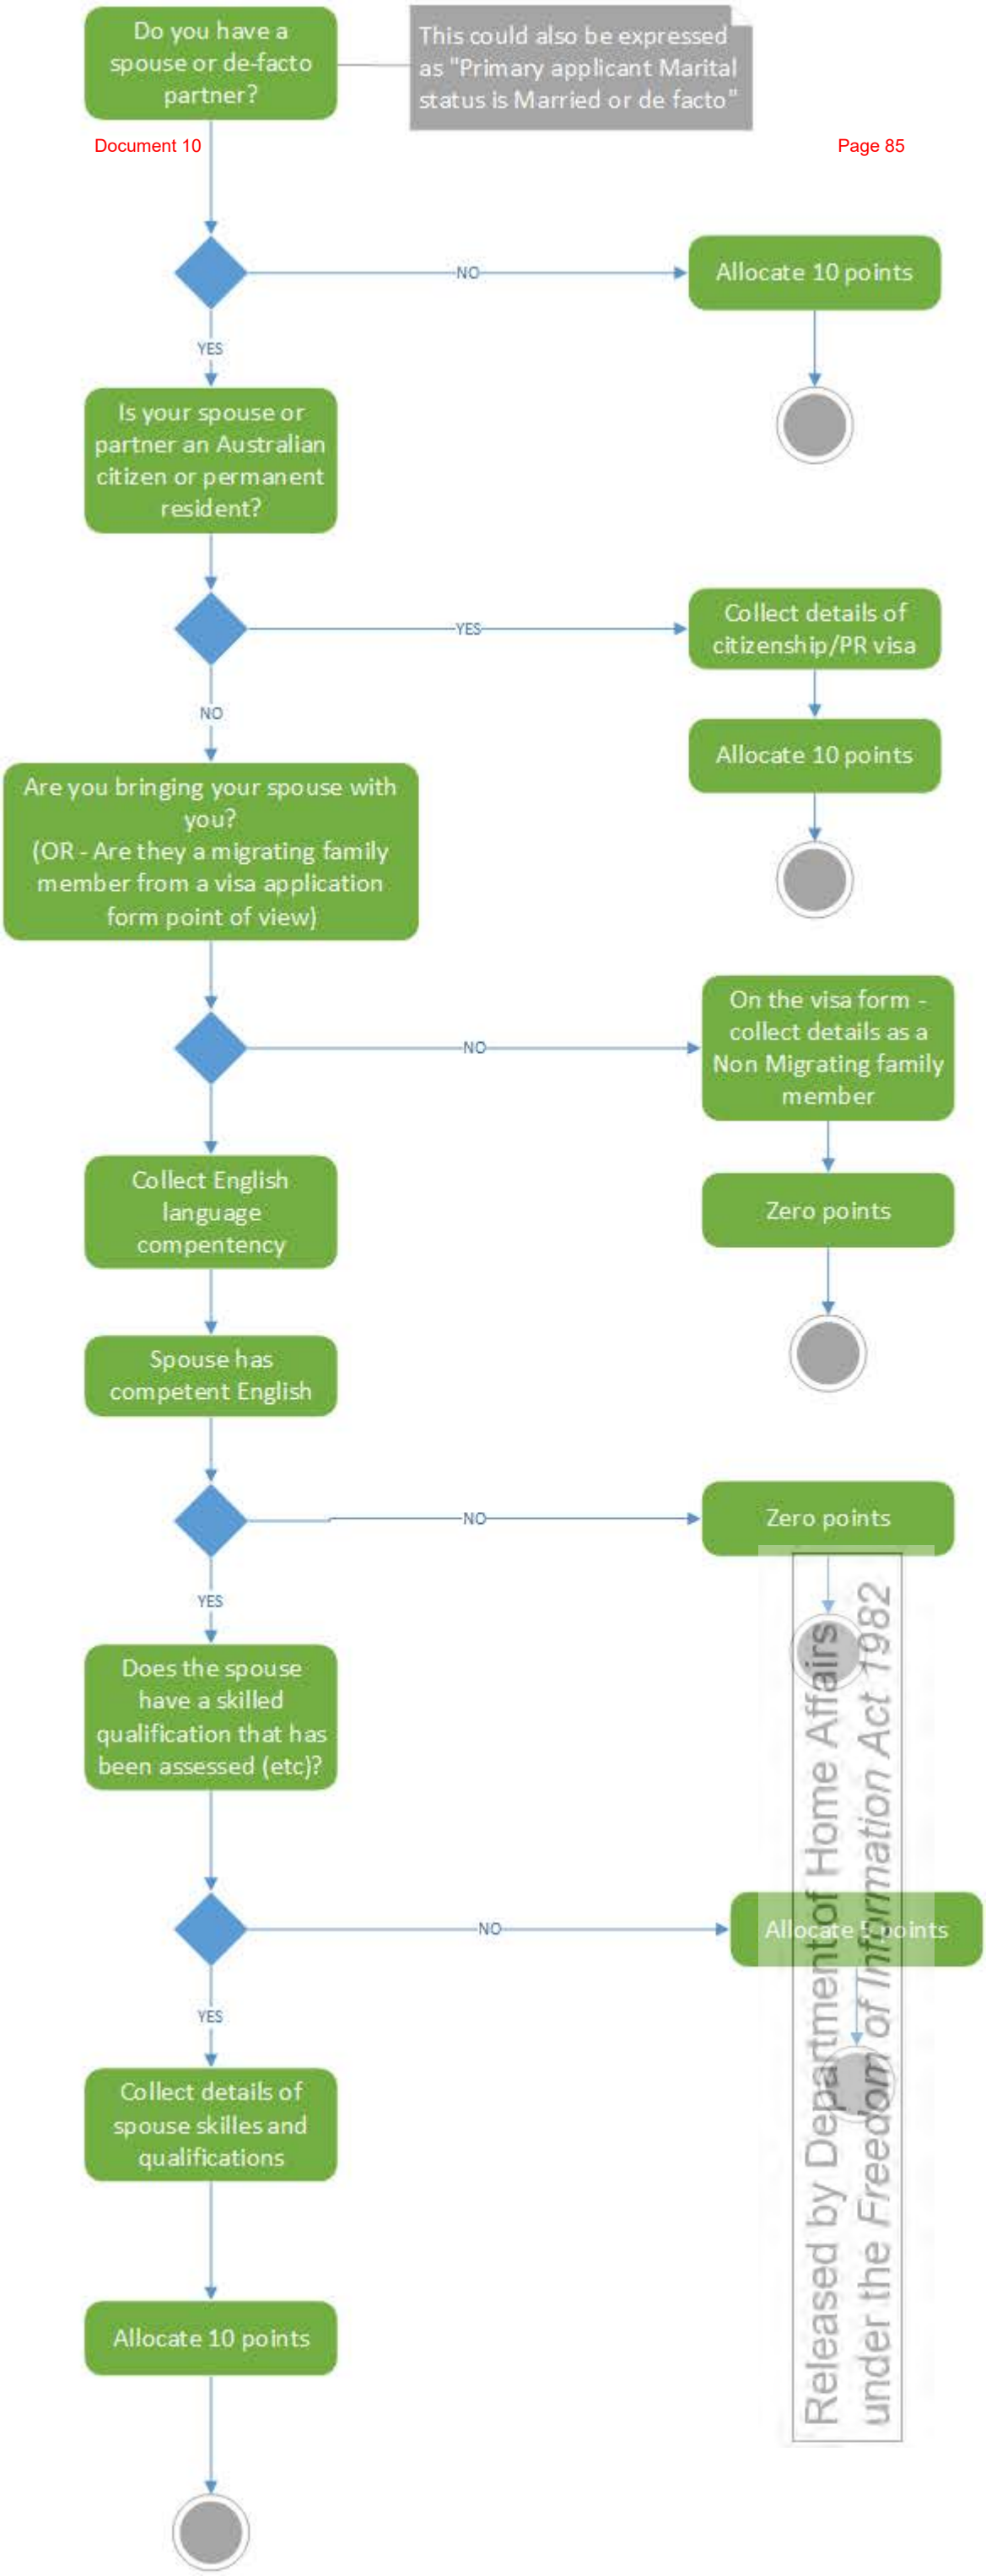 Do you have a
spouse or de-facto
partner?
This could also be expressed
as "Primary applicant Marital
status is Married or de facto"
Document 10
Page 85
NO
Allocate 10 points
YES
Is your spouse or
partner an Australian
citizen or permanent
resident?
YES
Collect details of
citizenship/PR visa
NO
Allocate 10 points
Are you bringing your spouse with
you?
(OR - Are they a migrating family
member from a visa application
form point of view)
NO
On the visa form -
collect details as a
Non Migrating family
member
Collect English
language
compentency
Zero points
Spouse has
competent English
NO
Zero points
YES
Does the spouse
have a skilled
qualification that has
been assessed (etc)?
NO
Allocate 5 points
YES
Collect details of
spouse skilles and
qualifications
Allocate 10 points
Released by Department of Home Affairs
under the Freedom of Information Act 1982